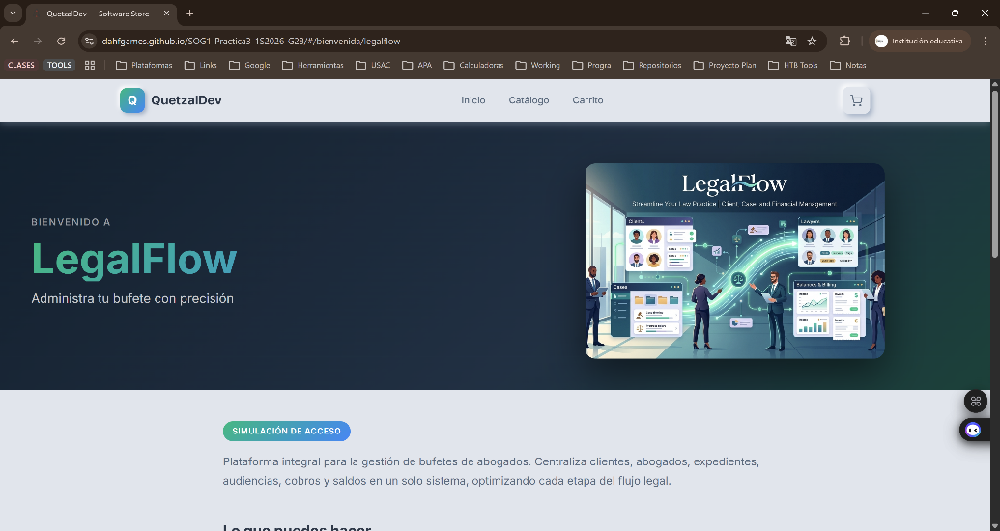 QuetzalDev — Software Store
dahfgames.github.io/SOG1_Practica3_1S2026_G28/#/bienvenida/legalflow
Institución educativa
CLASES TOOLS Plataformas Links Google Herramientas USAC APA Calculadoras Working Progra Repositorios Proyecto Plan HTB Tools Notas
Q QuetzalDev Inicio Catálogo Carrito
BIENVENIDO A
LegalFlow
Administra tu bufete con precisión
LegalFlow
Streamline Your Law Practice | Client, Case, and Financial Management
Clients
Lawyers
Cases
Balances & Billing
SIMULACIÓN DE ACCESO
Plataforma integral para la gestión de bufetes de abogados. Centraliza clientes, abogados, expedientes,
audiencias, cobros y saldos en un solo sistema, optimizando cada etapa del flujo legal.
Lo que puedes hacer